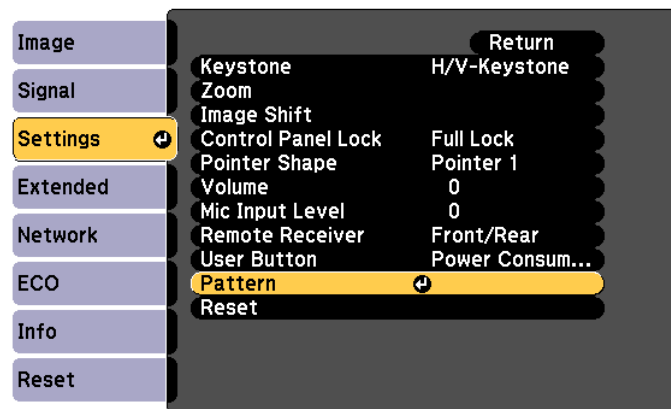 Image
Signal
Settings
Extended
Network
ECO
Info
Reset
Return
Keystone H/V-Keystone
Zoom
Image Shift
Control Panel Lock Full Lock
Pointer Shape Pointer 1
Volume 0
Mic Input Level 0
Remote Receiver Front/Rear
User Button Power Consum...
Pattern
Reset